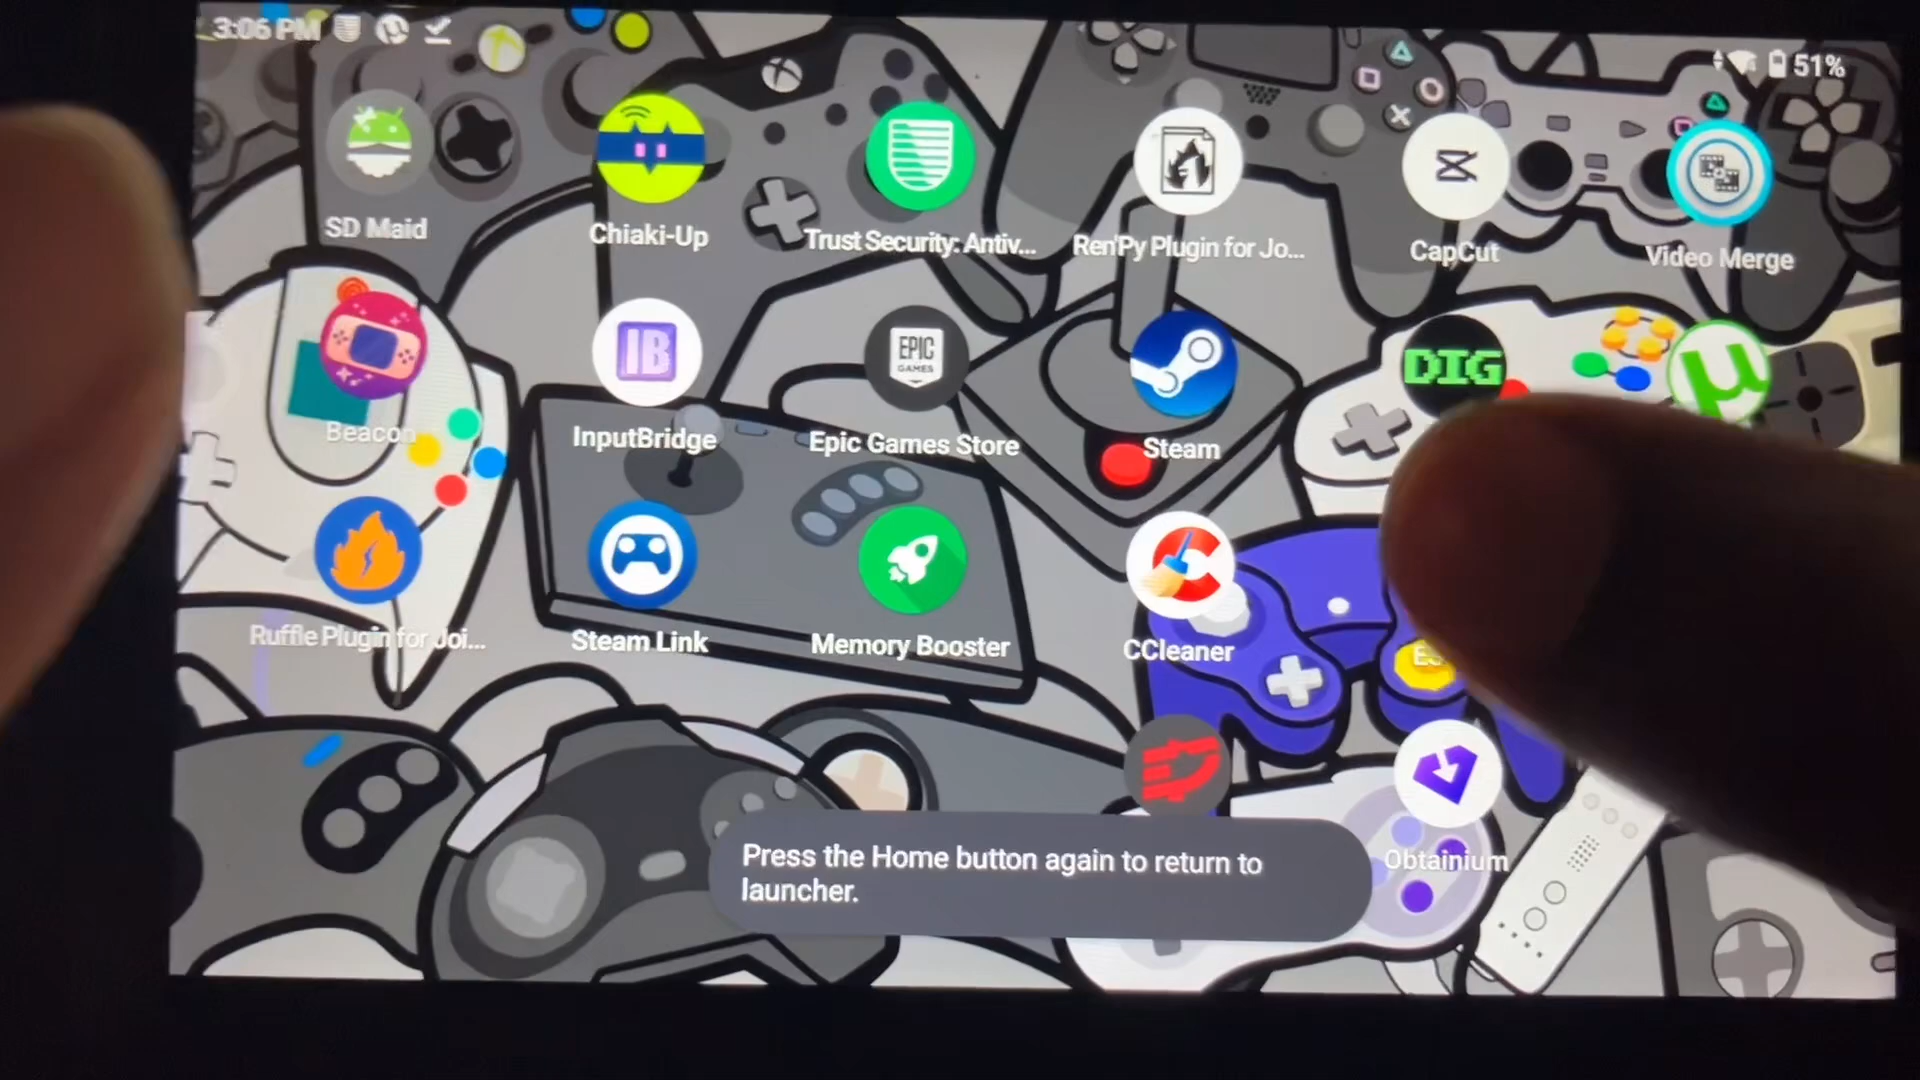 3:06 PM
51%
SD Maid
Chiaki-Up
Trust Security: Antiv...
Ren'Py Plugin for Jo...
CapCut
Video Merge
IB
EPIC
GAMES
DIG
µ
Beacon
InputBridge
Epic Games Store
Steam
Ruffle Plugin for Joi...
Steam Link
Memory Booster
CCleaner
Obtainium
Press the Home button again to return to
launcher.